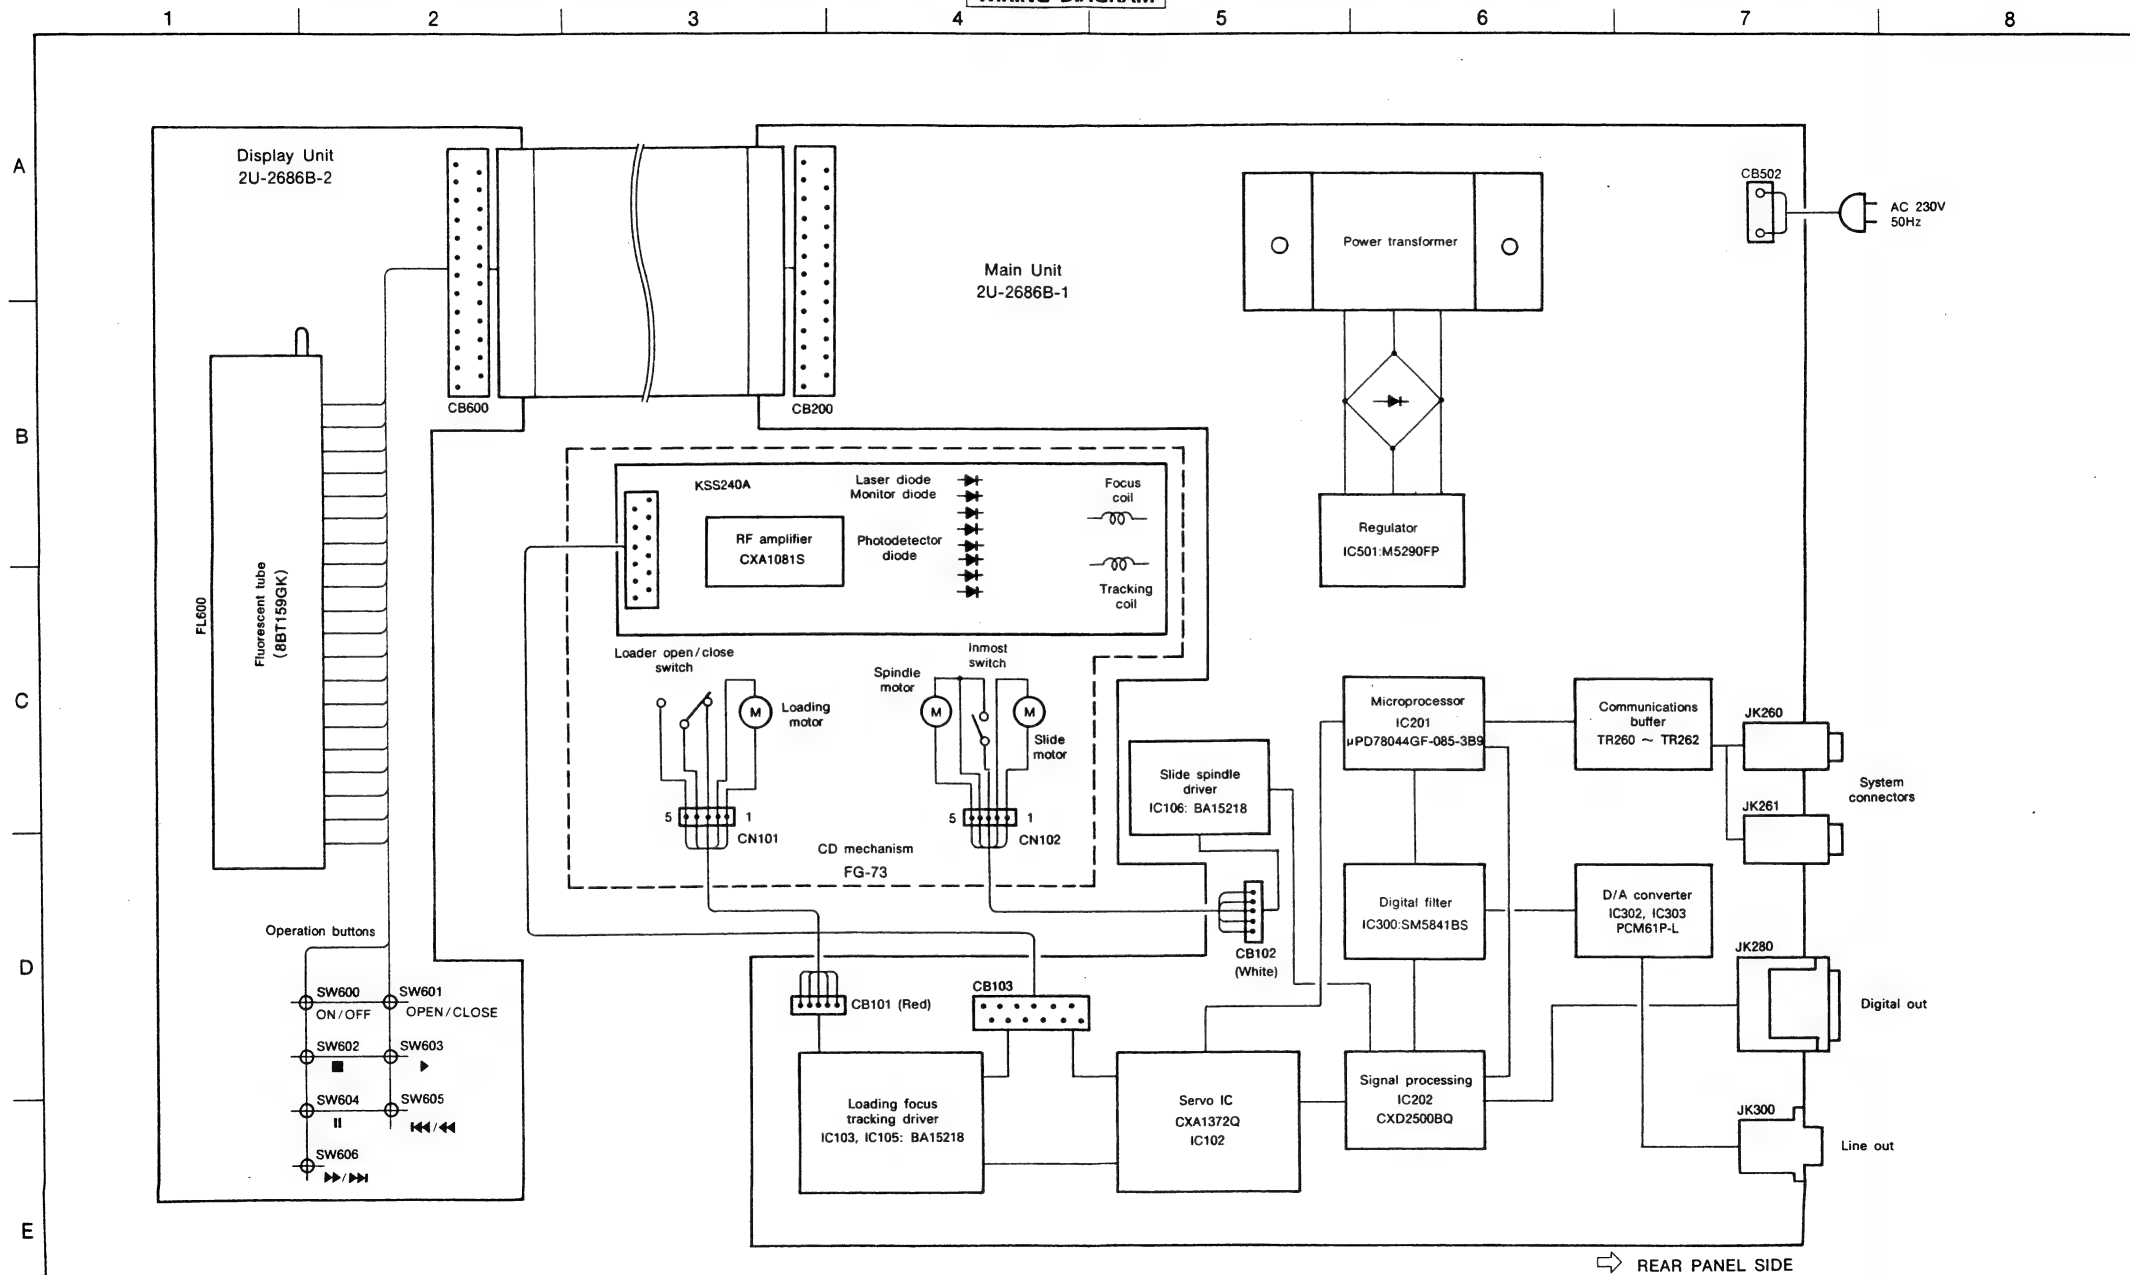 WIRING DIAGRAM
1 2 3 4 5 6 7 8
A
B
C
D
E
Display Unit
2U-2686B-2
CB600
CB200
Main Unit
2U-2686B-1
Power transformer
CB502
AC 230V
50Hz
FL600
Fluorescent tube
(8BT159GK)
KSS240A
RF amplifier
CXA1081S
Laser diode
Monitor diode
Photodetector
diode
Focus
coil
Tracking
coil
Regulator
IC501:M5290FP
Loader open/close
switch
M
Loading
motor
5
1
CN101
Spindle
motor
M
Inmost
switch
M
Slide
motor
5
1
CN102
CD mechanism
FG-73
Slide spindle
driver
IC106: BA15218
Microprocessor
IC201
µPD78044GF-085-3B9
Communications
buffer
TR260 ~ TR262
JK260
JK261
System
connectors
Digital filter
IC300:SM5841BS
D/A converter
IC302, IC303
PCM61P-L
CB102
(White)
JK280
Digital out
Operation buttons
SW600
ON/OFF
SW601
OPEN/CLOSE
SW602
■
SW603
▶
SW604
II
SW605
I◀◀/◀◀
SW606
▶▶/▶▶I
CB101 (Red)
CB103
Loading focus
tracking driver
IC103, IC105: BA15218
Servo IC
CXA1372Q
IC102
Signal processing
IC202
CXD2500BQ
JK300
Line out
REAR PANEL SIDE